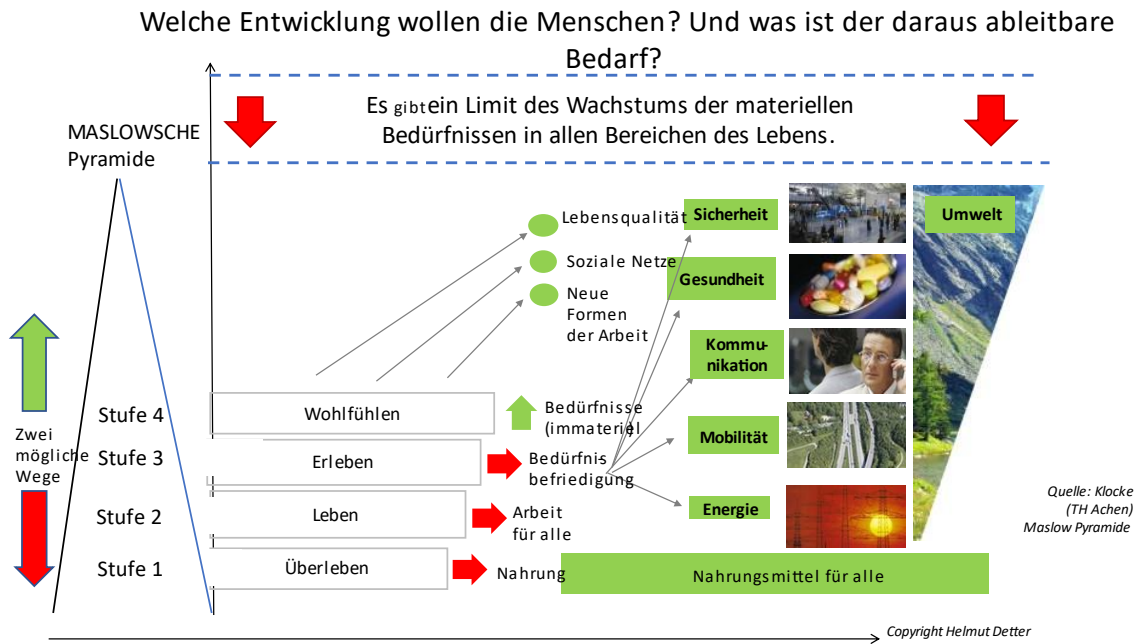 Welche Entwicklung wollen die Menschen? Und was ist der daraus ableitbare
Bedarf?
Es gibt ein Limit des Wachstums der materiellen
Bedürfnissen in allen Bereichen des Lebens.
MASLOWSCHE
Pyramide
Lebensqualität
Soziale Netze
Neue
Formen
der Arbeit
Sicherheit
Gesundheit
Kommu-
nikation
Mobilität
Energie
Umwelt
Zwei
mögliche
Wege
Stufe 4
Wohlfühlen
Bedürfnisse
(immateriel)
Stufe 3
Erleben
Bedürfnis
befriedigung
Stufe 2
Leben
Arbeit
für alle
Stufe 1
Überleben
Nahrung
Nahrungsmittel für alle
Quelle: Klocke
(TH Achen)
Maslow Pyramide
Copyright Helmut Detter